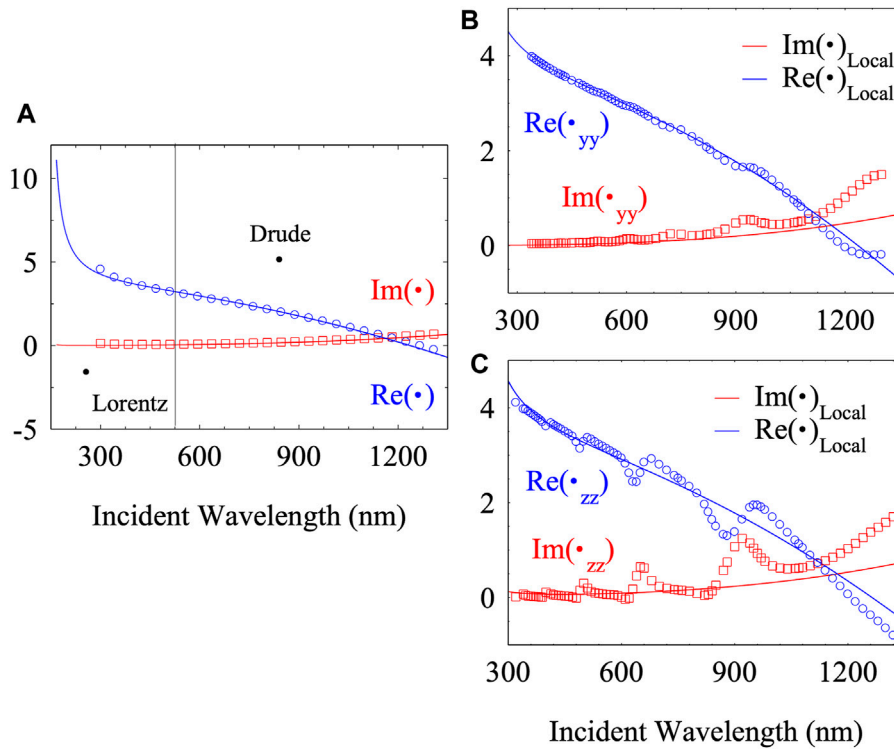 A
10
5
0
-5
Drude
Im(•)
Re(•)
Lorentz
300 600 900 1200
Incident Wavelength (nm)
B
4
2
0
Im(•)Local
Re(•)Local
Re(•yy)
Im(•yy)
300 600 900 1200
C
4
2
0
Im(•)Local
Re(•)Local
Re(•zz)
Im(•zz)
300 600 900 1200
Incident Wavelength (nm)